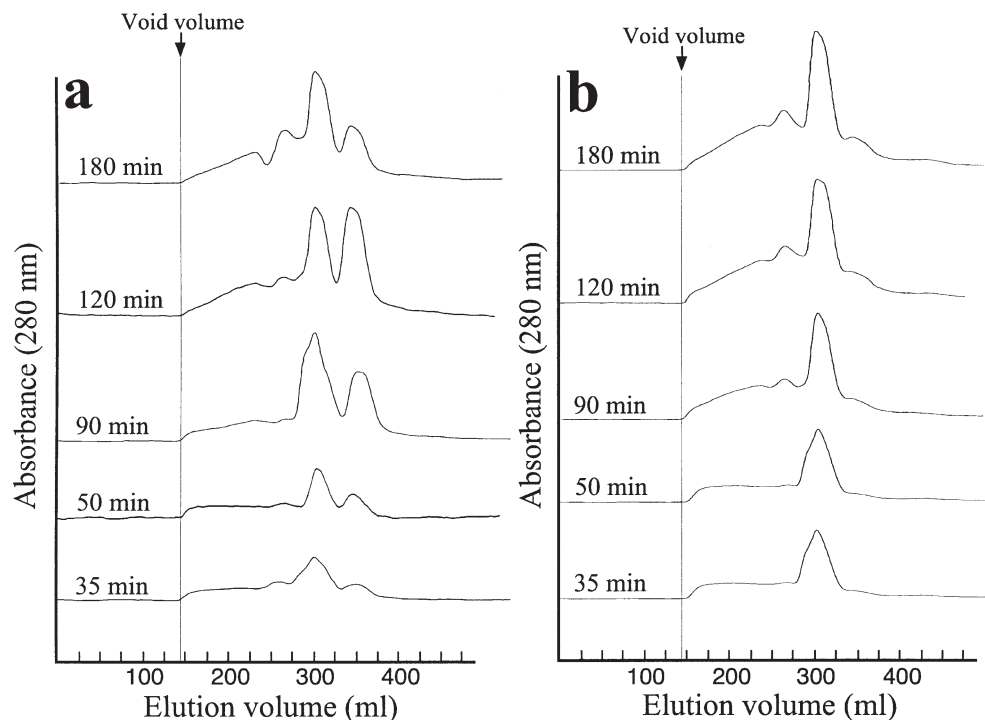 Void volume
a
180 min
120 min
90 min
50 min
35 min
Absorbance (280 nm)
100 200 300 400
Elution volume (ml)
Void volume
b
180 min
120 min
90 min
50 min
35 min
Absorbance (280 nm)
100 200 300 400
Elution volume (ml)